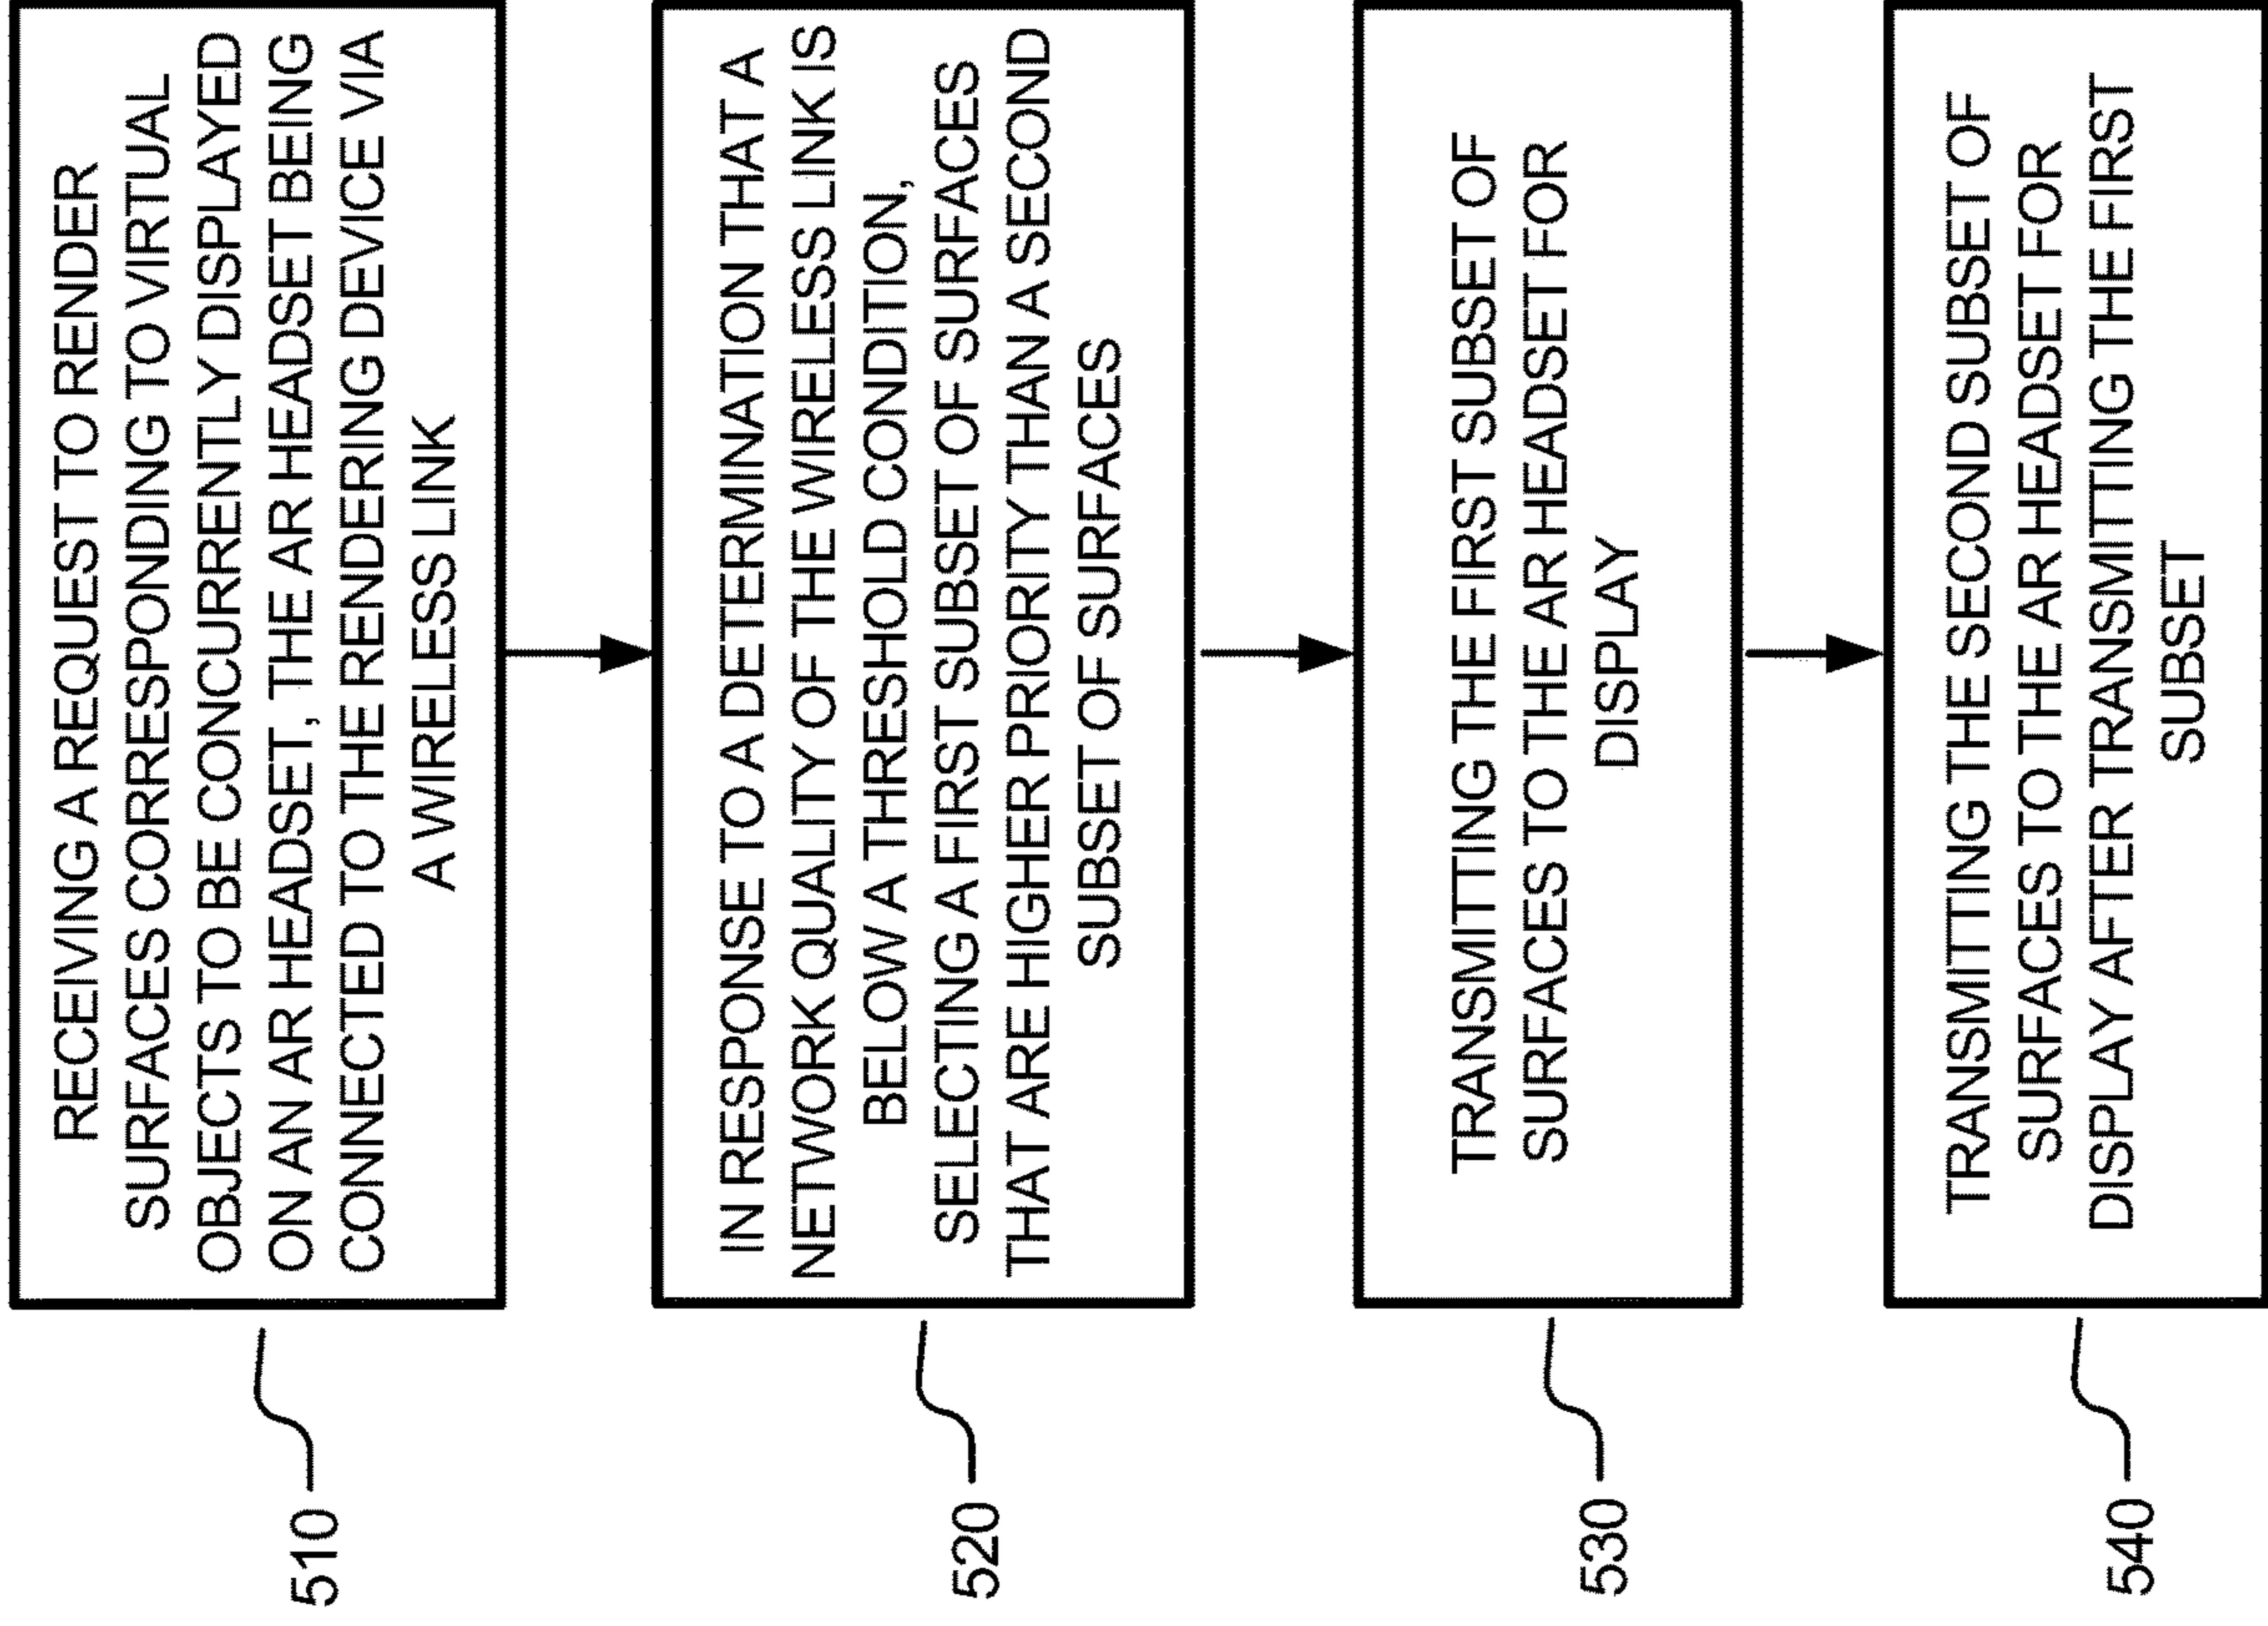 510
RECEIVING A REQUEST TO RENDER
SURFACES CORRESPONDING TO VIRTUAL
OBJECTS TO BE CONCURRENTLY DISPLAYED
ON AN AR HEADSET, THE AR HEADSET BEING
CONNECTED TO THE RENDERING DEVICE VIA
A WIRELESS LINK
520
IN RESPONSE TO A DETERMINATION THAT A
NETWORK QUALITY OF THE WIRELESS LINK IS
BELOW A THRESHOLD CONDITION,
SELECTING A FIRST SUBSET OF SURFACES
THAT ARE HIGHER PRIORITY THAN A SECOND
SUBSET OF SURFACES
530
TRANSMITTING THE FIRST SUBSET OF
SURFACES TO THE AR HEADSET FOR
DISPLAY
540
TRANSMITTING THE SECOND SUBSET OF
SURFACES TO THE AR HEADSET FOR
DISPLAY AFTER TRANSMITTING THE FIRST
SUBSET